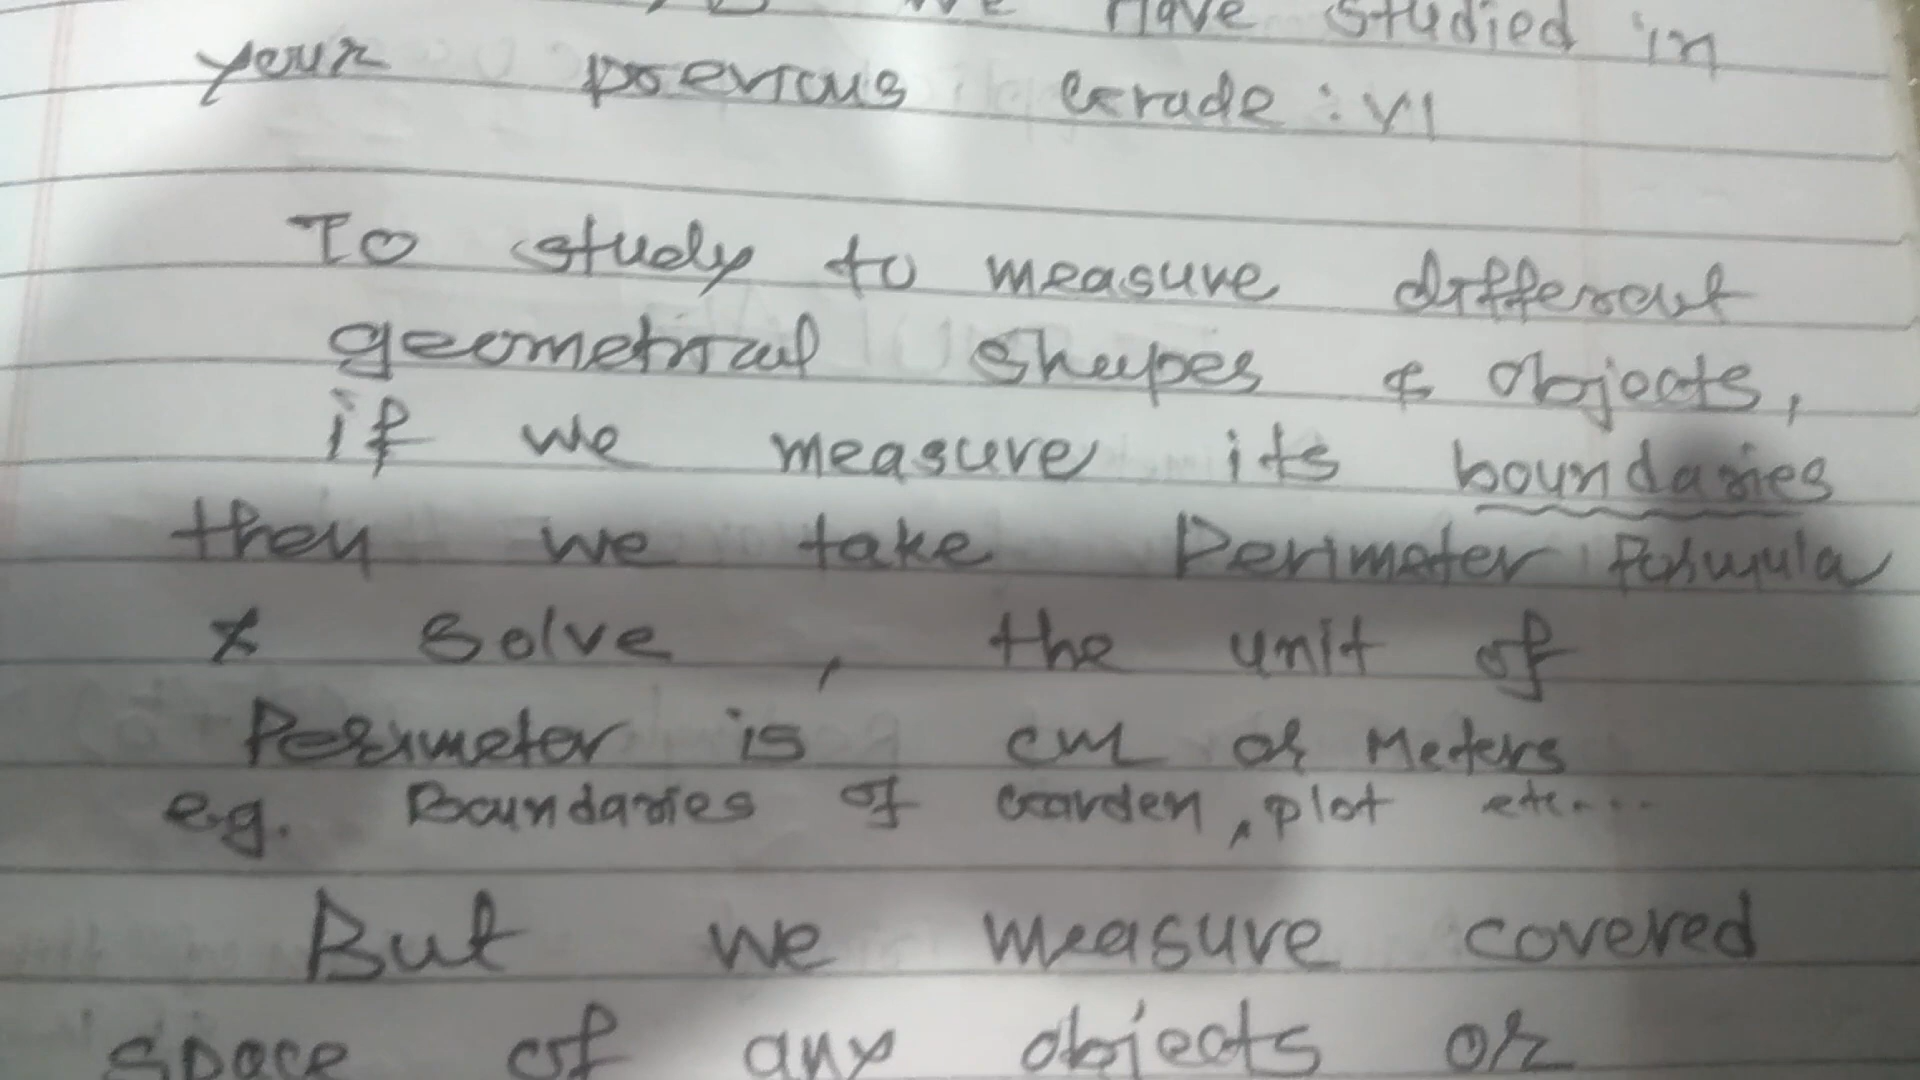 we have studied in
your previous Grade : VI
To study to measure different
geometrical shapes & objects,
if we measure its boundaries
then we take Perimeter formula
& solve , the unit of
Perimeter is cm or Meters
e.g. Boundaries of Garden, plot etc....
But we measure covered
space of any objects or